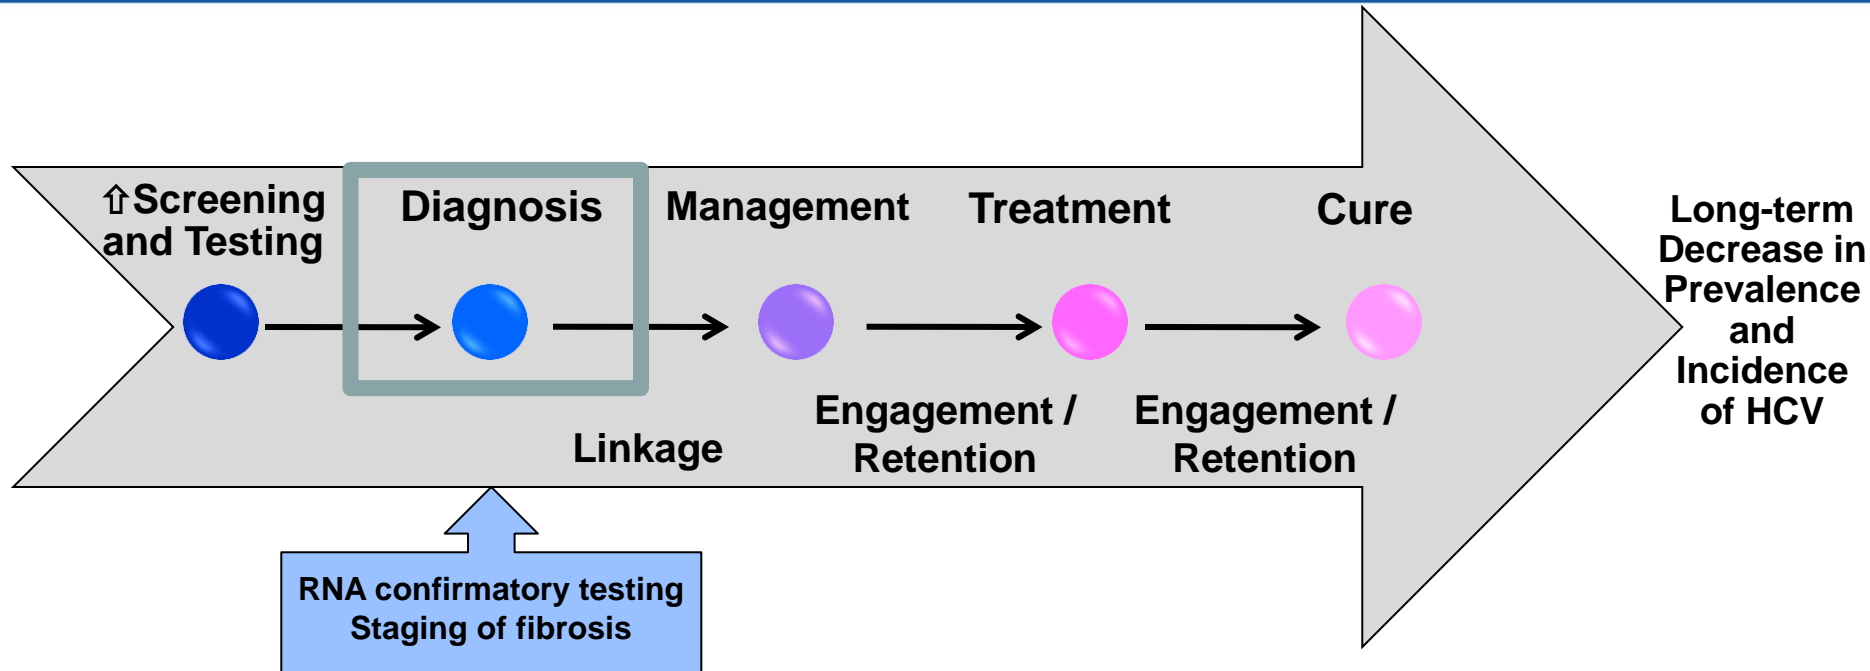 ⇧Screening
and Testing
Diagnosis
Management
Treatment
Cure
Long-term
Decrease in
Prevalence
and
Incidence
of HCV
Linkage
Engagement /
Retention
Engagement /
Retention
RNA confirmatory testing
Staging of fibrosis